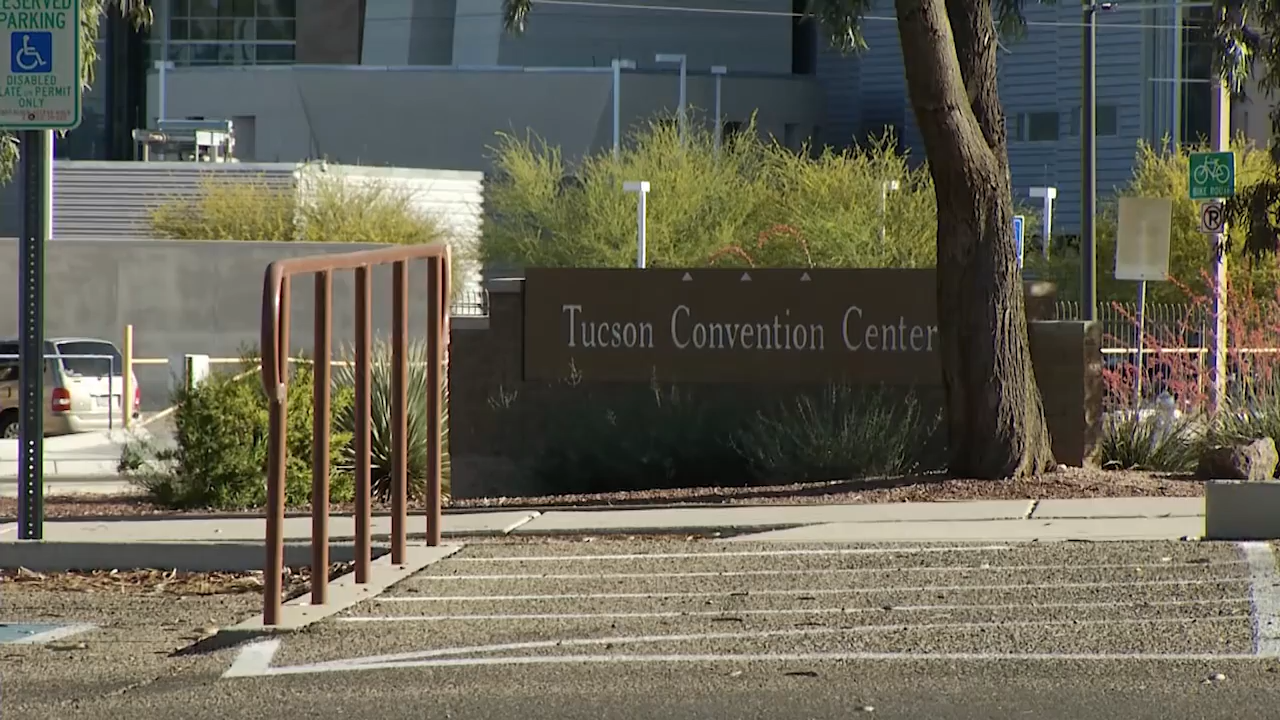 RESERVED
PARKING
DISABLED
PLATE OR PERMIT
ONLY
Tucson Convention Center
BIKE ROUTE
P